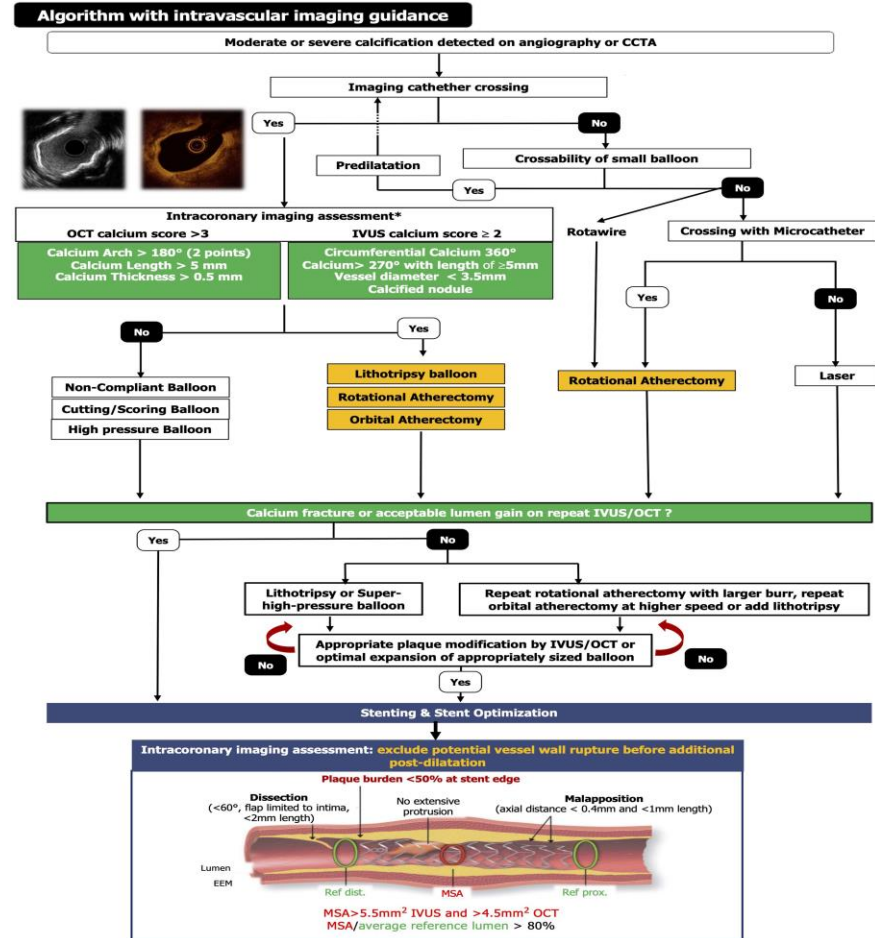 Algorithm with intravascular imaging guidance
Moderate or severe calcification detected on angiography or CCTA
Imaging cathether crossing
Yes
No
Predilatation
Crossability of small balloon
Yes
No
Intracoronary imaging assessment*
OCT calcium score >3
IVUS calcium score ≥ 2
Rotawire
Crossing with Microcatheter
Calcium Arch > 180° (2 points)
Calcium Length > 5 mm
Calcium Thickness > 0.5 mm
Circumferential Calcium 360°
Calcium> 270° with length of ≥5mm
Vessel diameter < 3.5mm
Calcified nodule
Yes
No
No
Yes
Non-Compliant Balloon
Cutting/Scoring Balloon
High pressure Balloon
Lithotripsy balloon
Rotational Atherectomy
Orbital Atherectomy
Rotational Atherectomy
Laser
Calcium fracture or acceptable lumen gain on repeat IVUS/OCT ?
Yes
No
Lithotripsy or Super-
high-pressure balloon
Repeat rotational atherectomy with larger burr, repeat
orbital atherectomy at higher speed or add lithotripsy
Appropriate plaque modification by IVUS/OCT or
optimal expansion of appropriately sized balloon
No
No
Yes
Stenting & Stent Optimization
Intracoronary imaging assessment: exclude potential vessel wall rupture before additional
post-dilatation
Plaque burden <50% at stent edge
Dissection
(<60°, flap limited to intima,
<2mm length)
No extensive
protrusion
Malapposition
(axial distance < 0.4mm and <1mm length)
Lumen
EEM
Ref dist.
MSA
Ref prox.
MSA>5.5mm² IVUS and >4.5mm² OCT
MSA/average reference lumen > 80%